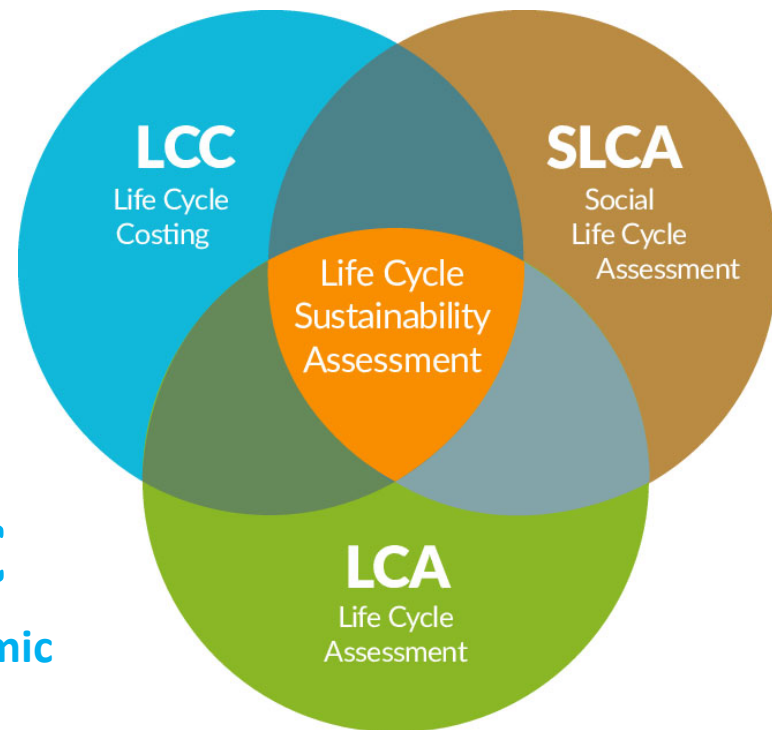 LCC
Life Cycle
Costing
SLCA
Social
Life Cycle
Assessment
Life Cycle
Sustainability
Assessment
LCA
Life Cycle
Assessment
C
mic